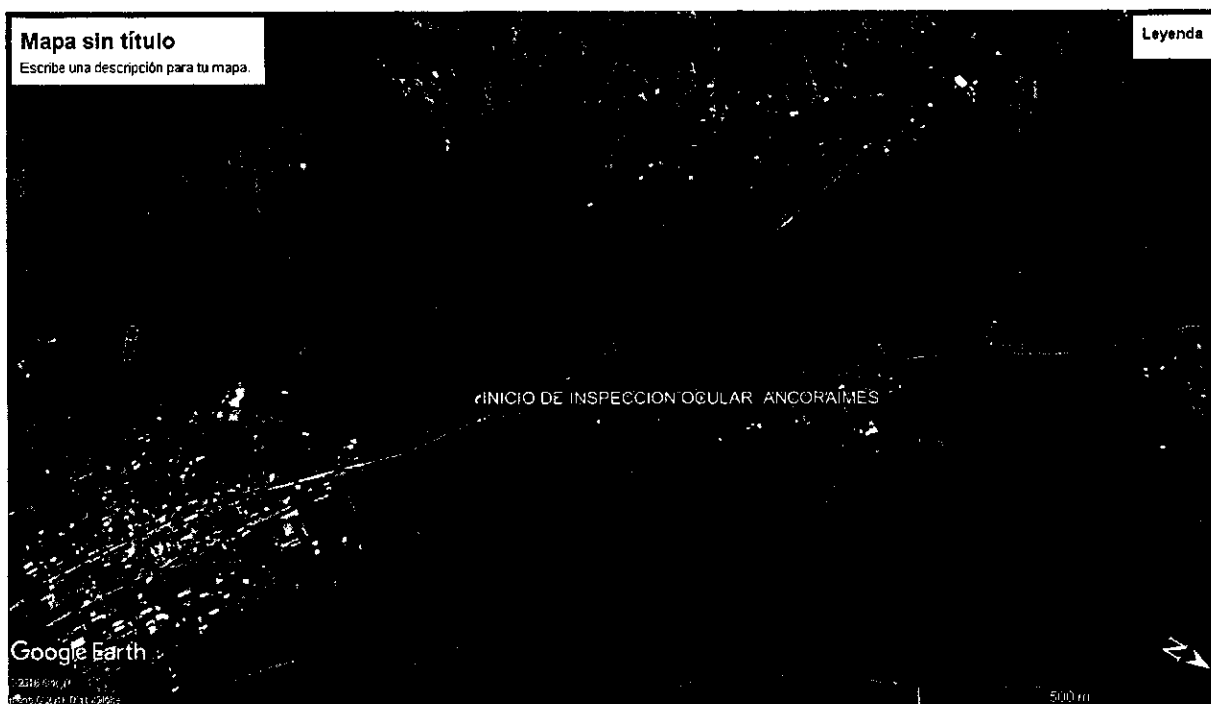 Mapa sin título
Escribe una descripción para tu mapa.
Leyenda
INICIO DE INSPECCION OCULAR ANCORAIMES
Google Earth
N
500 m